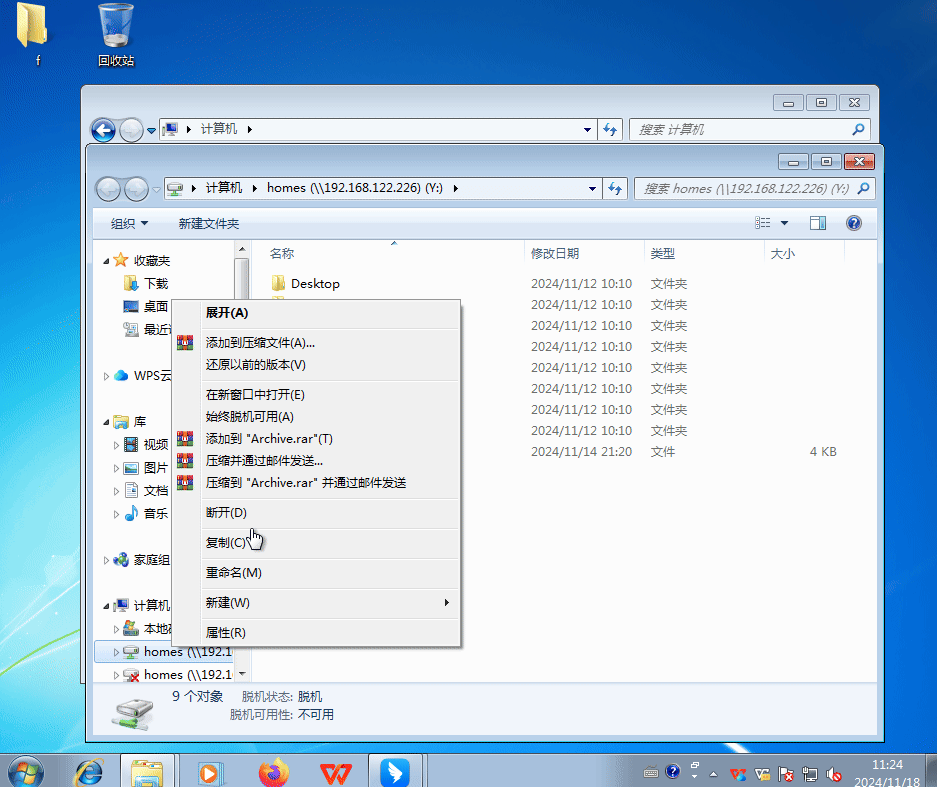 f
回收站
计算机
搜索 计算机
计算机 homes (\\192.168.122.226) (Y:)
搜索 homes (\\192.168.122.226) (Y:)
组织
新建文件夹
收藏夹
下载
桌面
最近
WPS云
库
视频
图片
文档
音乐
家庭组
计算机
本地
homes (\\192.1
homes (\\192.1
名称 修改日期 类型 大小
Desktop 2024/11/12 10:10 文件夹
2024/11/12 10:10 文件夹
2024/11/12 10:10 文件夹
2024/11/12 10:10 文件夹
2024/11/12 10:10 文件夹
2024/11/12 10:10 文件夹
2024/11/12 10:10 文件夹
2024/11/12 10:10 文件夹
2024/11/14 21:20 文件 4 KB
展开(A)
添加到压缩文件(A)...
还原以前的版本(V)
在新窗口中打开(E)
始终脱机可用(A)
添加到 "Archive.rar"(T)
压缩并通过邮件发送...
压缩到 "Archive.rar" 并通过邮件发送
断开(D)
复制(C)
重命名(M)
新建(W)
属性(R)
9 个对象 脱机状态: 脱机
脱机可用性: 不可用
11:24
2024/11/18